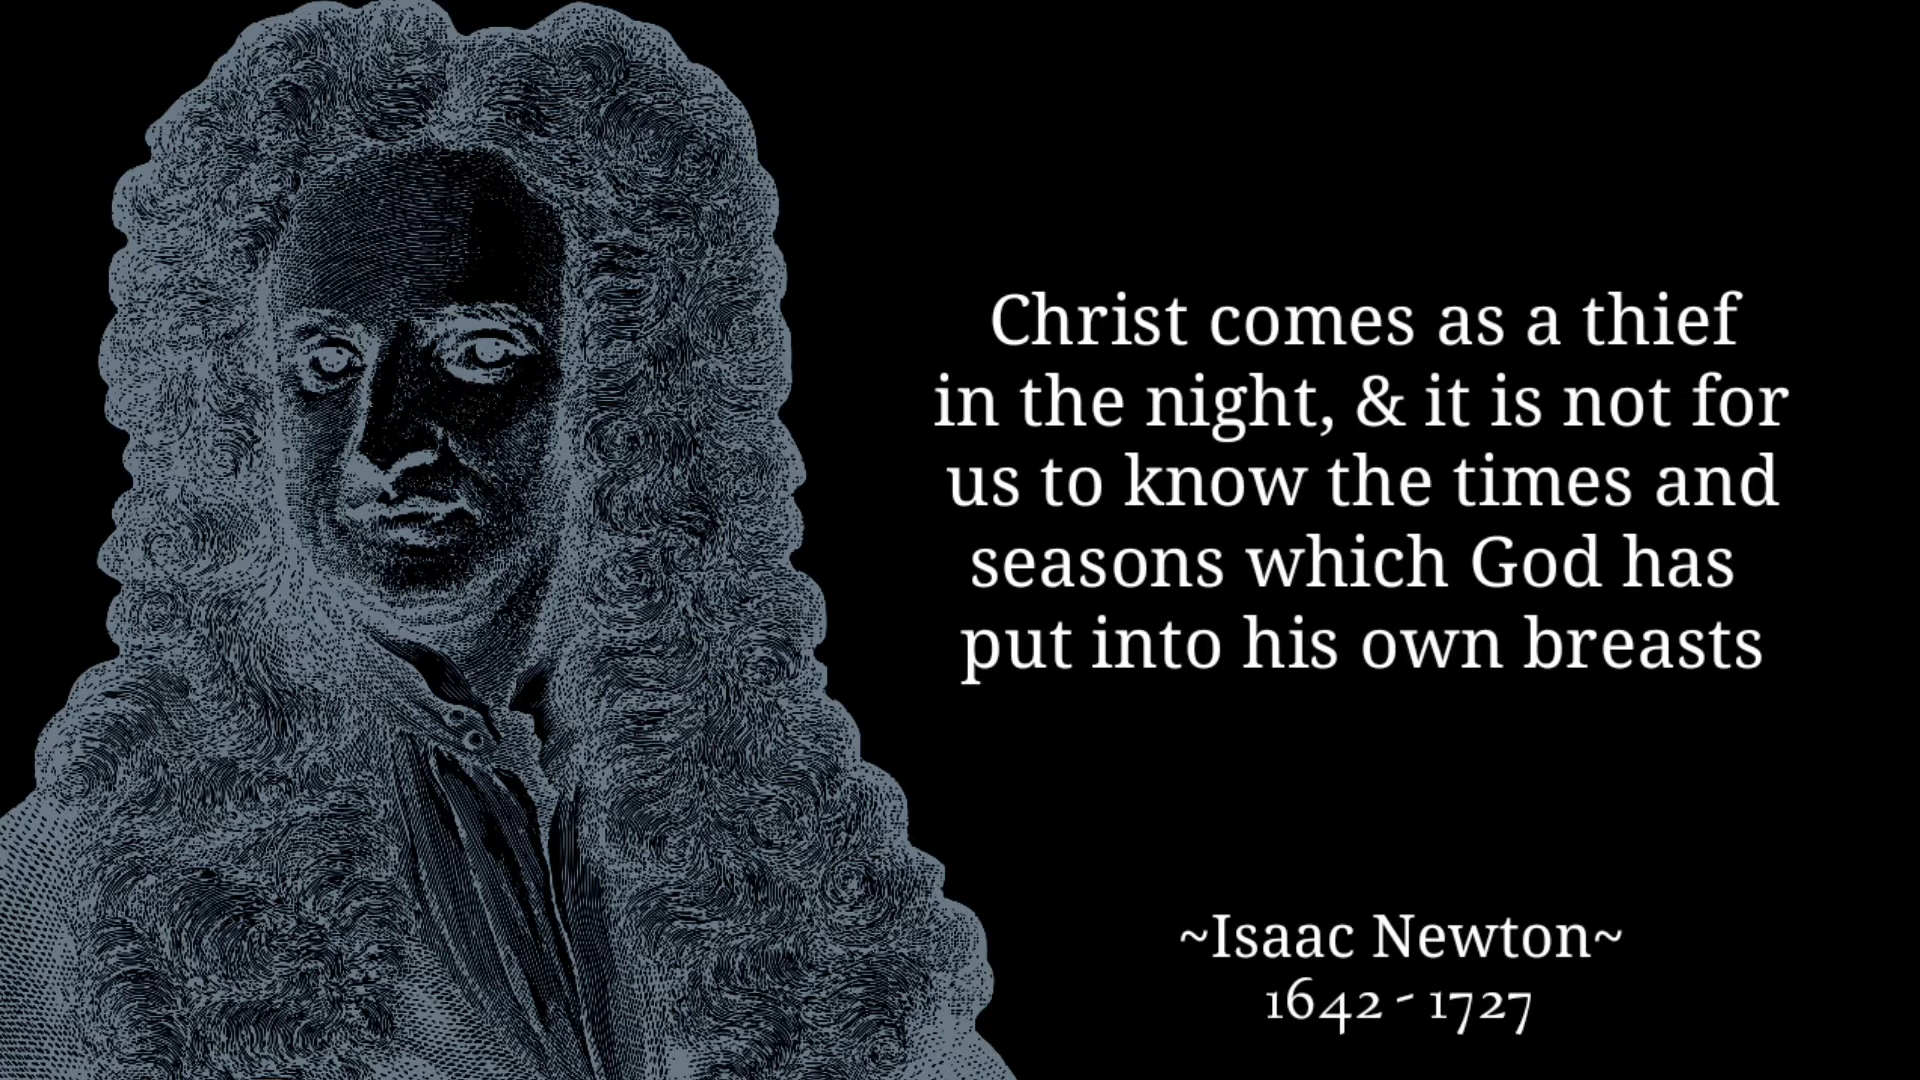 Christ comes as a thief
in the night, & it is not for
us to know the times and
seasons which God has
put into his own breasts
~Isaac Newton~
1642 - 1727